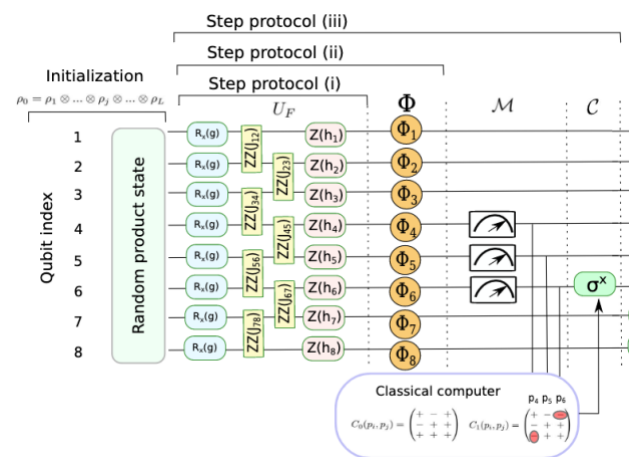 Step protocol (iii)
Step protocol (ii)
Initialization
Step protocol (i)
ρ₀ = ρ₁ ⊗ ... ⊗ ρⱼ ⊗ ... ⊗ ρ_L
U_F Φ ℳ 𝒞
Qubit index
Random product state
1 Rₓ(g) Z(h₁) Φ₁
ZZ(J₁₂)
2 Rₓ(g) Z(h₂) Φ₂
ZZ(J₂₃)
3 Rₓ(g) Z(h₃) Φ₃
ZZ(J₃₄)
4 Rₓ(g) Z(h₄) Φ₄
ZZ(J₄₅)
5 Rₓ(g) Z(h₅) Φ₅
ZZ(J₅₆)
6 Rₓ(g) Z(h₆) Φ₆ σˣ
ZZ(J₆₇)
7 Rₓ(g) Z(h₇) Φ₇
ZZ(J₇₈)
8 Rₓ(g) Z(h₈) Φ₈
Classical computer
p₄ p₅ p₆
C₀(pᵢ,pⱼ) = (+ − + C₁(pᵢ,pⱼ) = (+ − −
− + + − + +
+ + +) − + +)